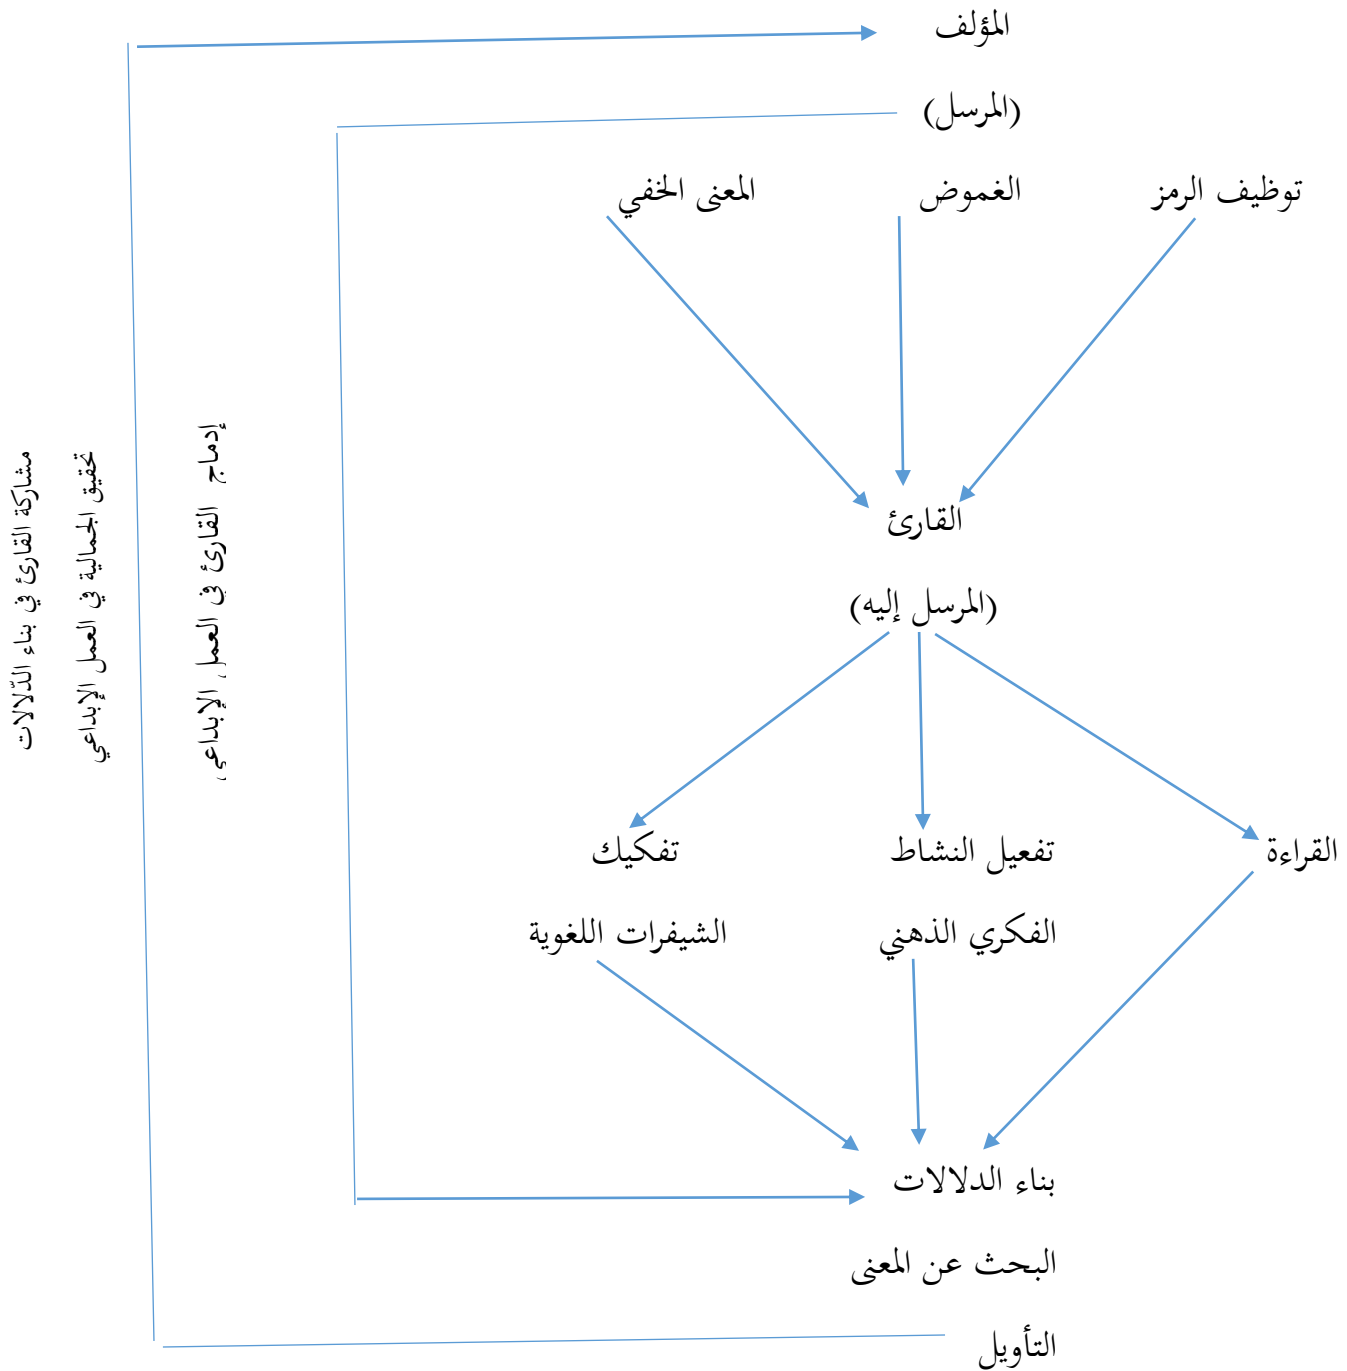 المؤلف
(المرسل)
توظيف الرمز
الغموض
المعنى الخفي
القارئ
(المرسل إليه)
القراءة
تفعيل النشاط
الفكري الذهني
تفكيك
الشيفرات اللغوية
بناء الدلالات
البحث عن المعنى
التأويل
إدماج القارئ في العمل الإبداعي
تحقيق الجمالية في العمل الإبداعي
مشاركة القارئ في بناء الدّلالات